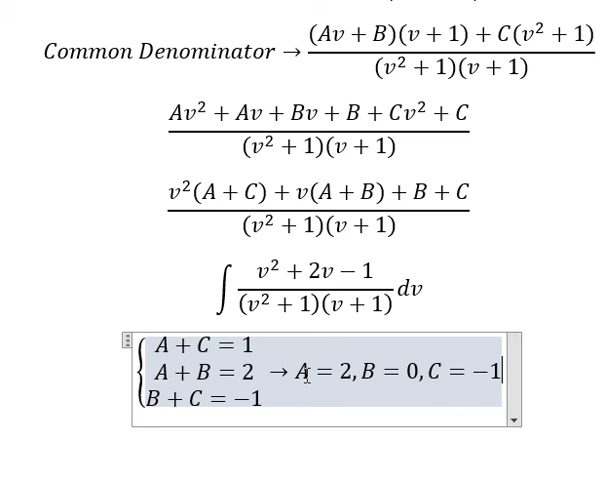 Common Denominator → (Av + B)(v + 1) + C(v² + 1) / (v² + 1)(v + 1)
Av² + Av + Bv + B + Cv² + C / (v² + 1)(v + 1)
v²(A + C) + v(A + B) + B + C / (v² + 1)(v + 1)
∫ v² + 2v − 1 / (v² + 1)(v + 1) dv
A + C = 1
A + B = 2 → A = 2, B = 0, C = −1
B + C = −1